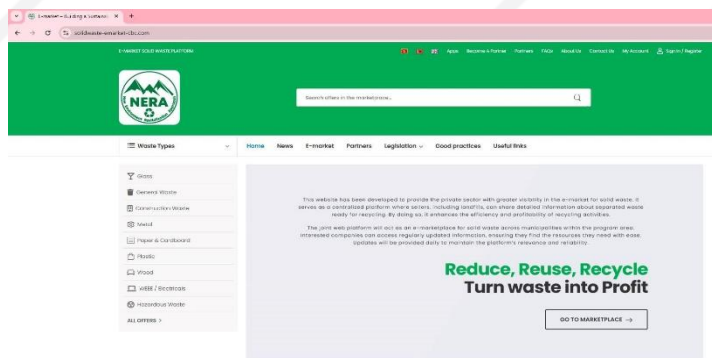 E-market – Building a Sustaina
solidwaste-emarket-cbc.com
E-MARKET SOLID WASTE PLATFORM
Apps Become A Partner Partners FAQs About Us Contact Us My Account Sign In / Register
NERA
Search offers in the marketplace...
Waste Types
Home News E-market Partners Legislation Good practices Useful links
Glass
General Waste
Construction Waste
Metal
Paper & Cardboard
Plastic
Wood
WEEE / Electricals
Hazardous Waste
ALL OFFERS >
This website has been developed to provide the private sector with greater visibility in the e-market for solid waste. It
serves as a centralized platform where sellers, including landfills, can share detailed information about separated waste
ready for recycling. By doing so, it enhances the efficiency and profitability of recycling activities.
The joint web platform will act as an e-marketplace for solid waste across municipalities within the program area.
Interested companies can access regularly updated information, ensuring they find the resources they need with ease.
Updates will be provided daily to maintain the platform's relevance and reliability.
Reduce, Reuse, Recycle
Turn waste into Profit
GO TO MARKETPLACE